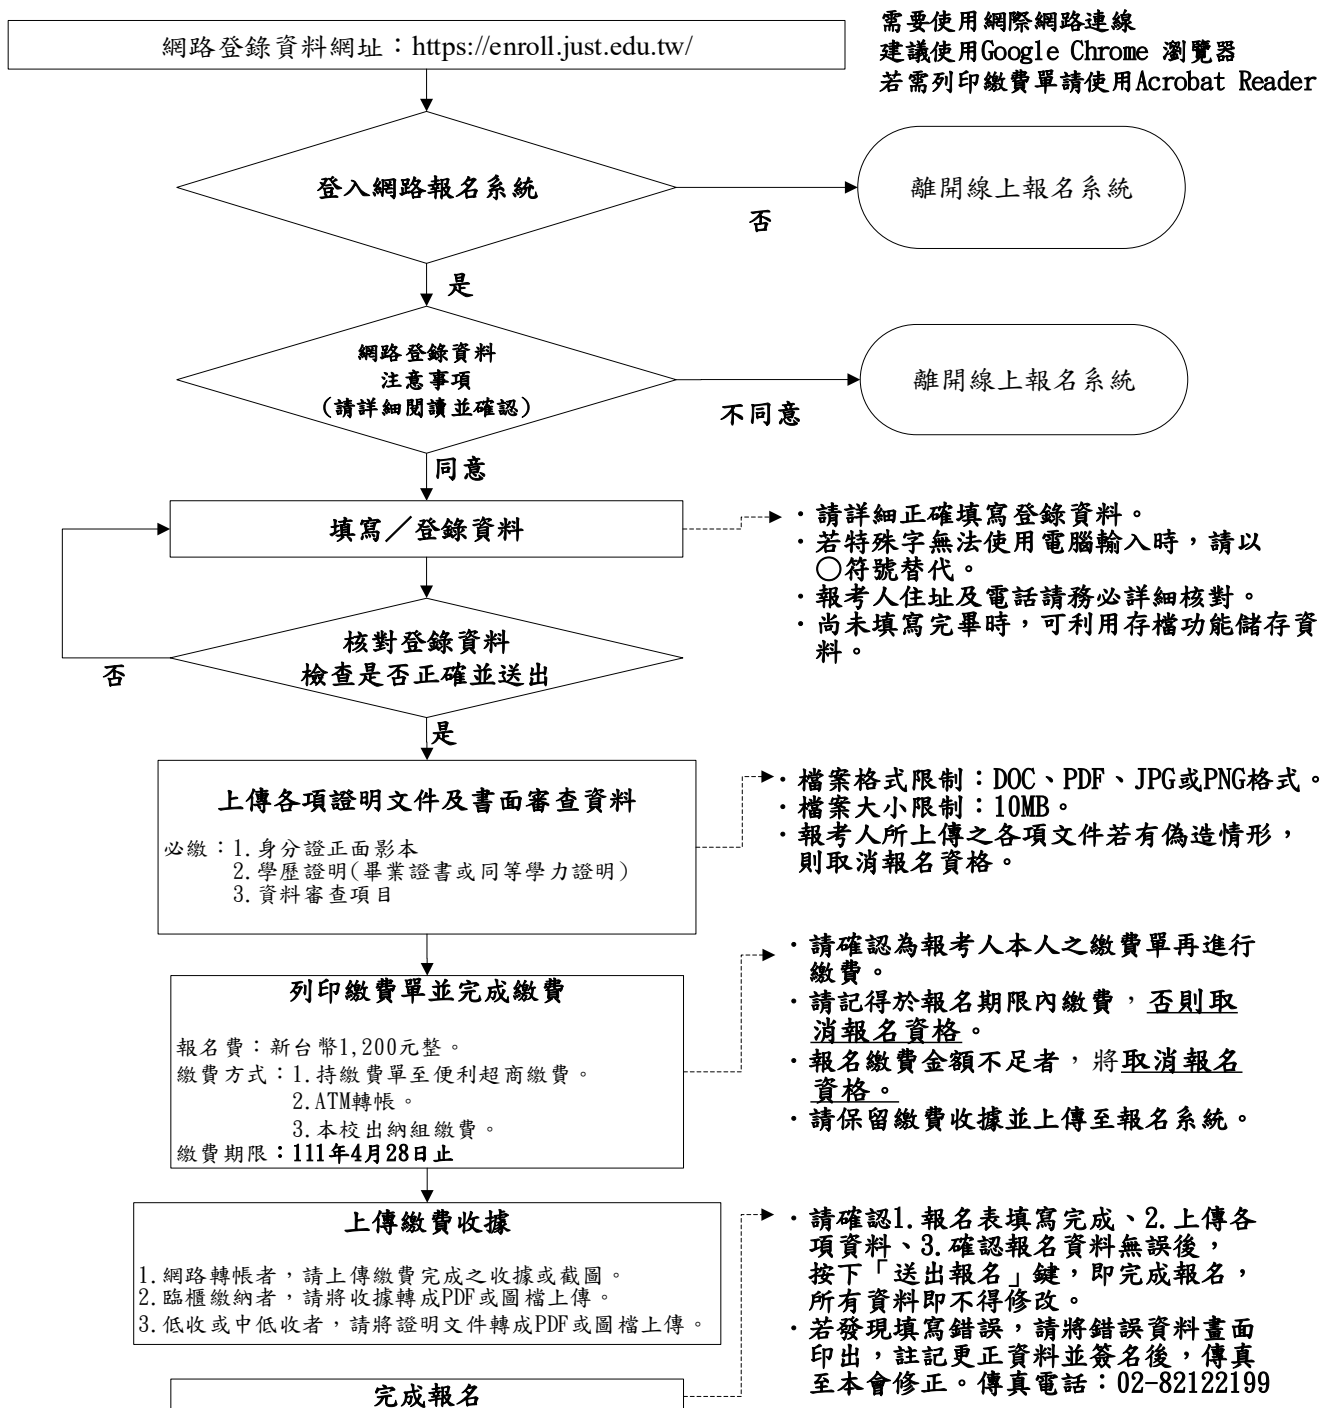 需要使用網際網路連線
建議使用Google Chrome 瀏覽器
若需列印繳費單請使用Acrobat Reader
網路登錄資料網址：https://enroll.just.edu.tw/
登入網路報名系統
離開線上報名系統
否
是
網路登錄資料
注意事項
(請詳細閱讀並確認)
離開線上報名系統
不同意
同意
填寫／登錄資料
·請詳細正確填寫登錄資料。
·若特殊字無法使用電腦輸入時，請以
○符號替代。
·報考人住址及電話請務必詳細核對。
·尚未填寫完畢時，可利用存檔功能儲存資
料。
核對登錄資料
檢查是否正確並送出
否
是
上傳各項證明文件及書面審查資料
必繳：1.身分證正面影本
2.學歷證明(畢業證書或同等學力證明)
3.資料審查項目
·檔案格式限制：DOC、PDF、JPG或PNG格式。
·檔案大小限制：10MB。
·報考人所上傳之各項文件若有偽造情形，
則取消報名資格。
列印繳費單並完成繳費
報名費：新台幣1,200元整。
繳費方式：1.持繳費單至便利超商繳費。
2.ATM轉帳。
3.本校出納組繳費。
繳費期限：111年4月28日止
·請確認為報考人本人之繳費單再進行
繳費。
·請記得於報名期限內繳費，否則取
消報名資格。
·報名繳費金額不足者，將取消報名
資格。
·請保留繳費收據並上傳至報名系統。
上傳繳費收據
1.網路轉帳者，請上傳繳費完成之收據或截圖。
2.臨櫃繳納者，請將收據轉成PDF或圖檔上傳。
3.低收或中低收者，請將證明文件轉成PDF或圖檔上傳。
·請確認1.報名表填寫完成、2.上傳各
項資料、3.確認報名資料無誤後，
按下「送出報名」鍵，即完成報名，
所有資料即不得修改。
·若發現填寫錯誤，請將錯誤資料畫面
印出，註記更正資料並簽名後，傳真
至本會修正。傳真電話：02-82122199
完成報名